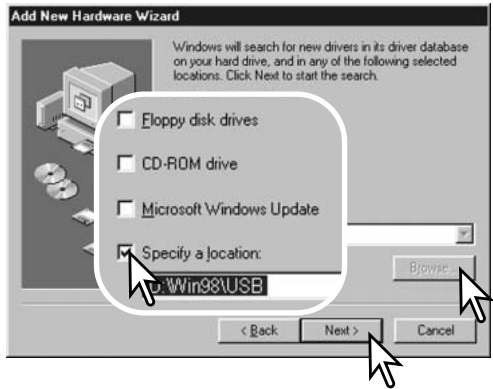 Add New Hardware Wizard
Windows will search for new drivers in its driver database
on your hard drive, and in any of the following selected
locations. Click Next to start the search.
Floppy disk drives
CD-ROM drive
Microsoft Windows Update
Specify a location:
:\Win98\USB
Browse...
< Back
Next >
Cancel